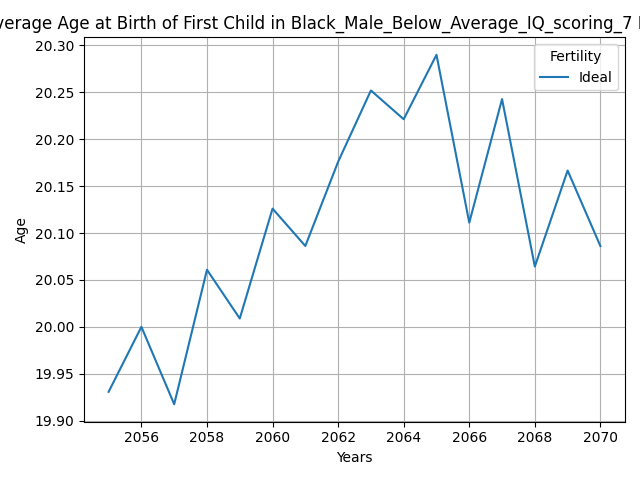 verage Age at Birth of First Child in Black_Male_Below_Average_IQ_scoring_7
20.30
20.25
20.20
20.15
20.10
20.05
20.00
19.95
19.90
Age
Fertility
Ideal
2056 2058 2060 2062 2064 2066 2068 2070
Years